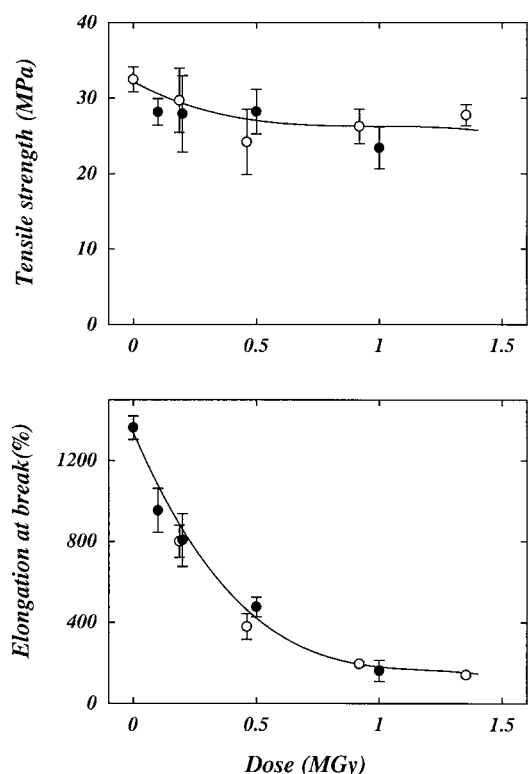 40
30
20
10
0
Tensile strength (MPa)
0 0.5 1 1.5
1200
800
400
0
Elongation at break(%)
0 0.5 1 1.5
Dose (MGy)